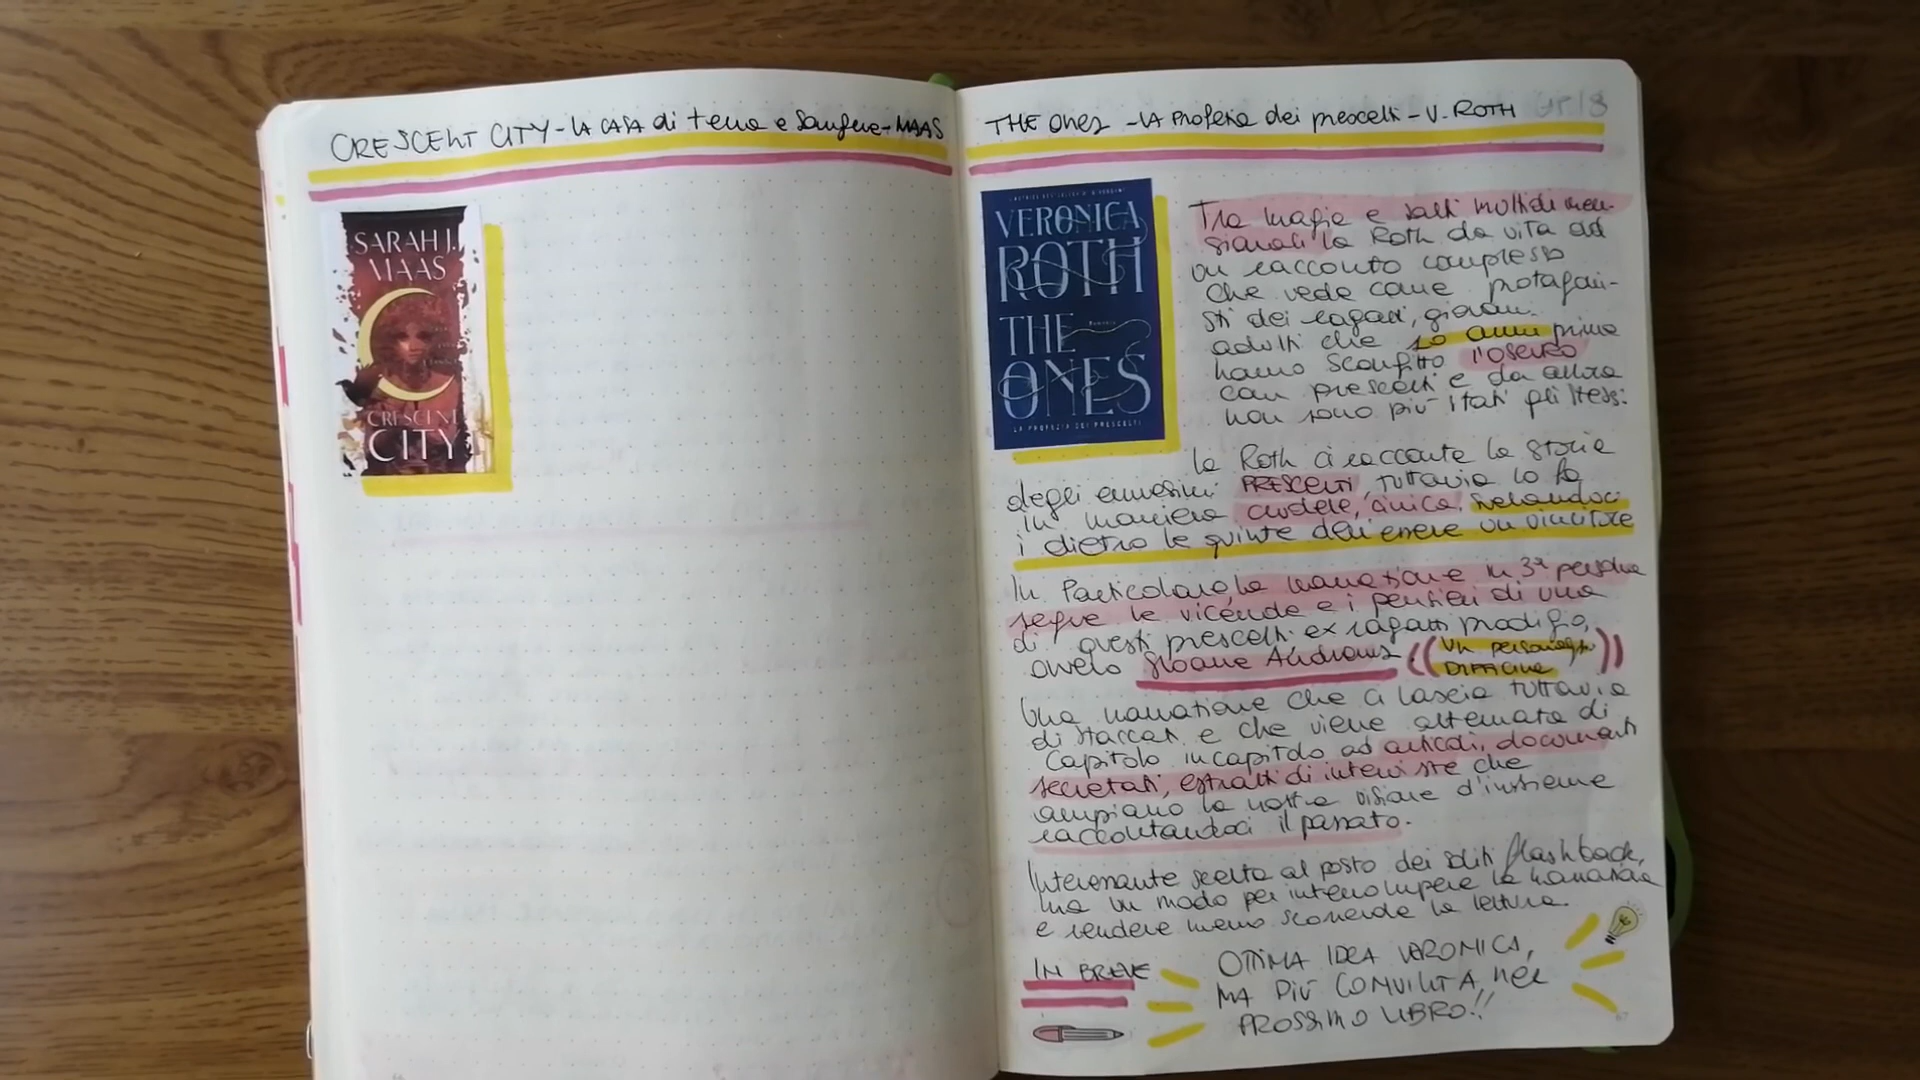 CRESCENT CITY - LA CASA di terra e sangue - MAAS
SARAH J.
MAAS
CRESCENT
CITY
THE ONES - LA Profezia dei prescelti - V. ROTH
VERONICA
ROTH
THE
ONES
LA PROFEZIA DEI PRESCELTI
Tra magia e salti multidimen-
sionali la Roth da vita ad
un racconto complesso
che vede come protagoni-
sti dei ragazzi, giovani
adulti che 10 anni prima
hanno sconfitto l'oscuro
con prescelti e da allora
non sono più stati gli stessi.
la Roth ci racconta la storia
degli ennesimi PRESCELTI, tuttavia lo fa
in maniera crudele, cinica, svelandoci
i dietro le quinte dell'essere un vincitore
In Particolare la narrazione in 3ª persona
segue le vicende e i pensieri di una
di questi prescelti, ex ragazzi prodigio,
ovvero Sloane Andrews ((Un personaggio
DIFFICILE))
Una narrazione che ci lascia tuttavia
distaccati e che viene alternata di
capitolo in capitolo ad articoli, documenti
secretati, estratti di interviste che
ampiano la nostra visione d'insieme
raccontandoci il passato.
Interessante scelta al posto dei soliti flashback,
ma un modo per interrompere la narrazione
e rendere meno scorrevole la lettura.
IN BREVE
OTTIMA IDEA VERONICA,
MA PIÙ COMVINTA nel
PROSSIMO LIBRO!!